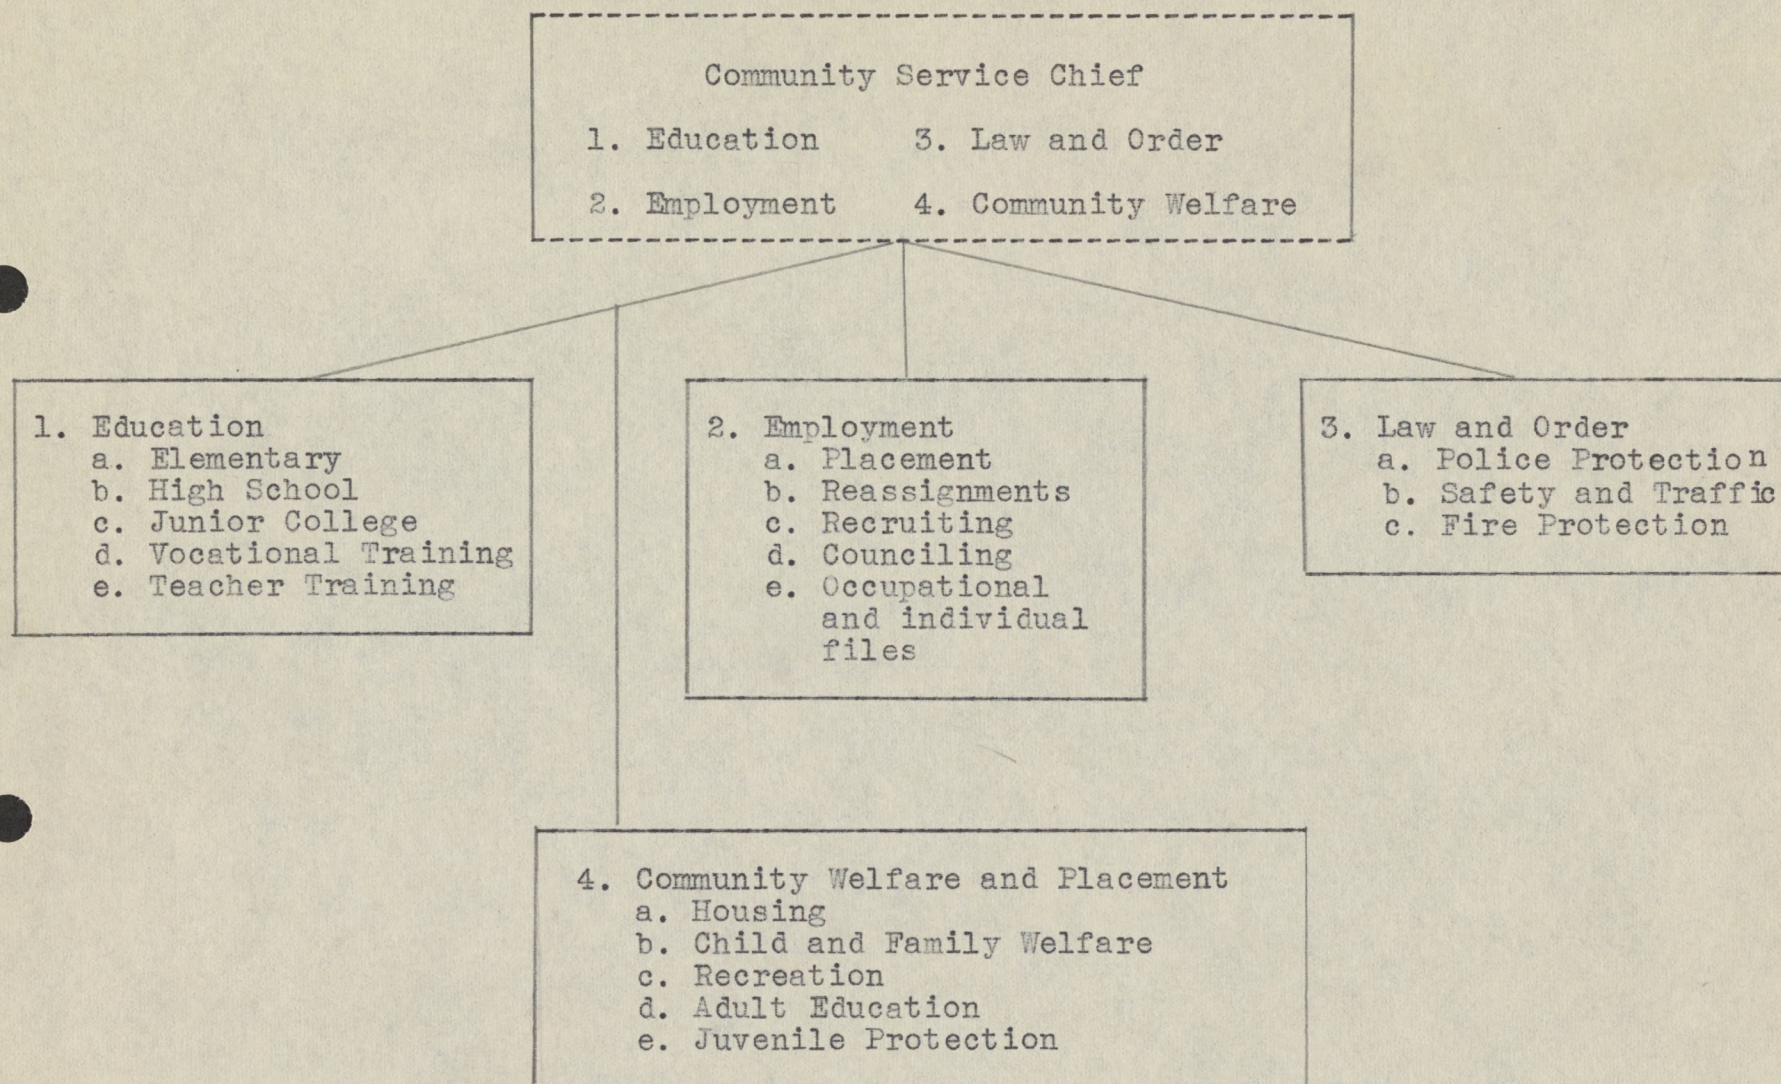 Community Service Chief
1. Education 3. Law and Order
2. Employment 4. Community Welfare
1. Education
a. Elementary
b. High School
c. Junior College
d. Vocational Training
e. Teacher Training
2. Employment
a. Placement
b. Reassignments
c. Recruiting
d. Counciling
e. Occupational
and individual
files
3. Law and Order
a. Police Protection
b. Safety and Traffic
c. Fire Protection
4. Community Welfare and Placement
a. Housing
b. Child and Family Welfare
c. Recreation
d. Adult Education
e. Juvenile Protection